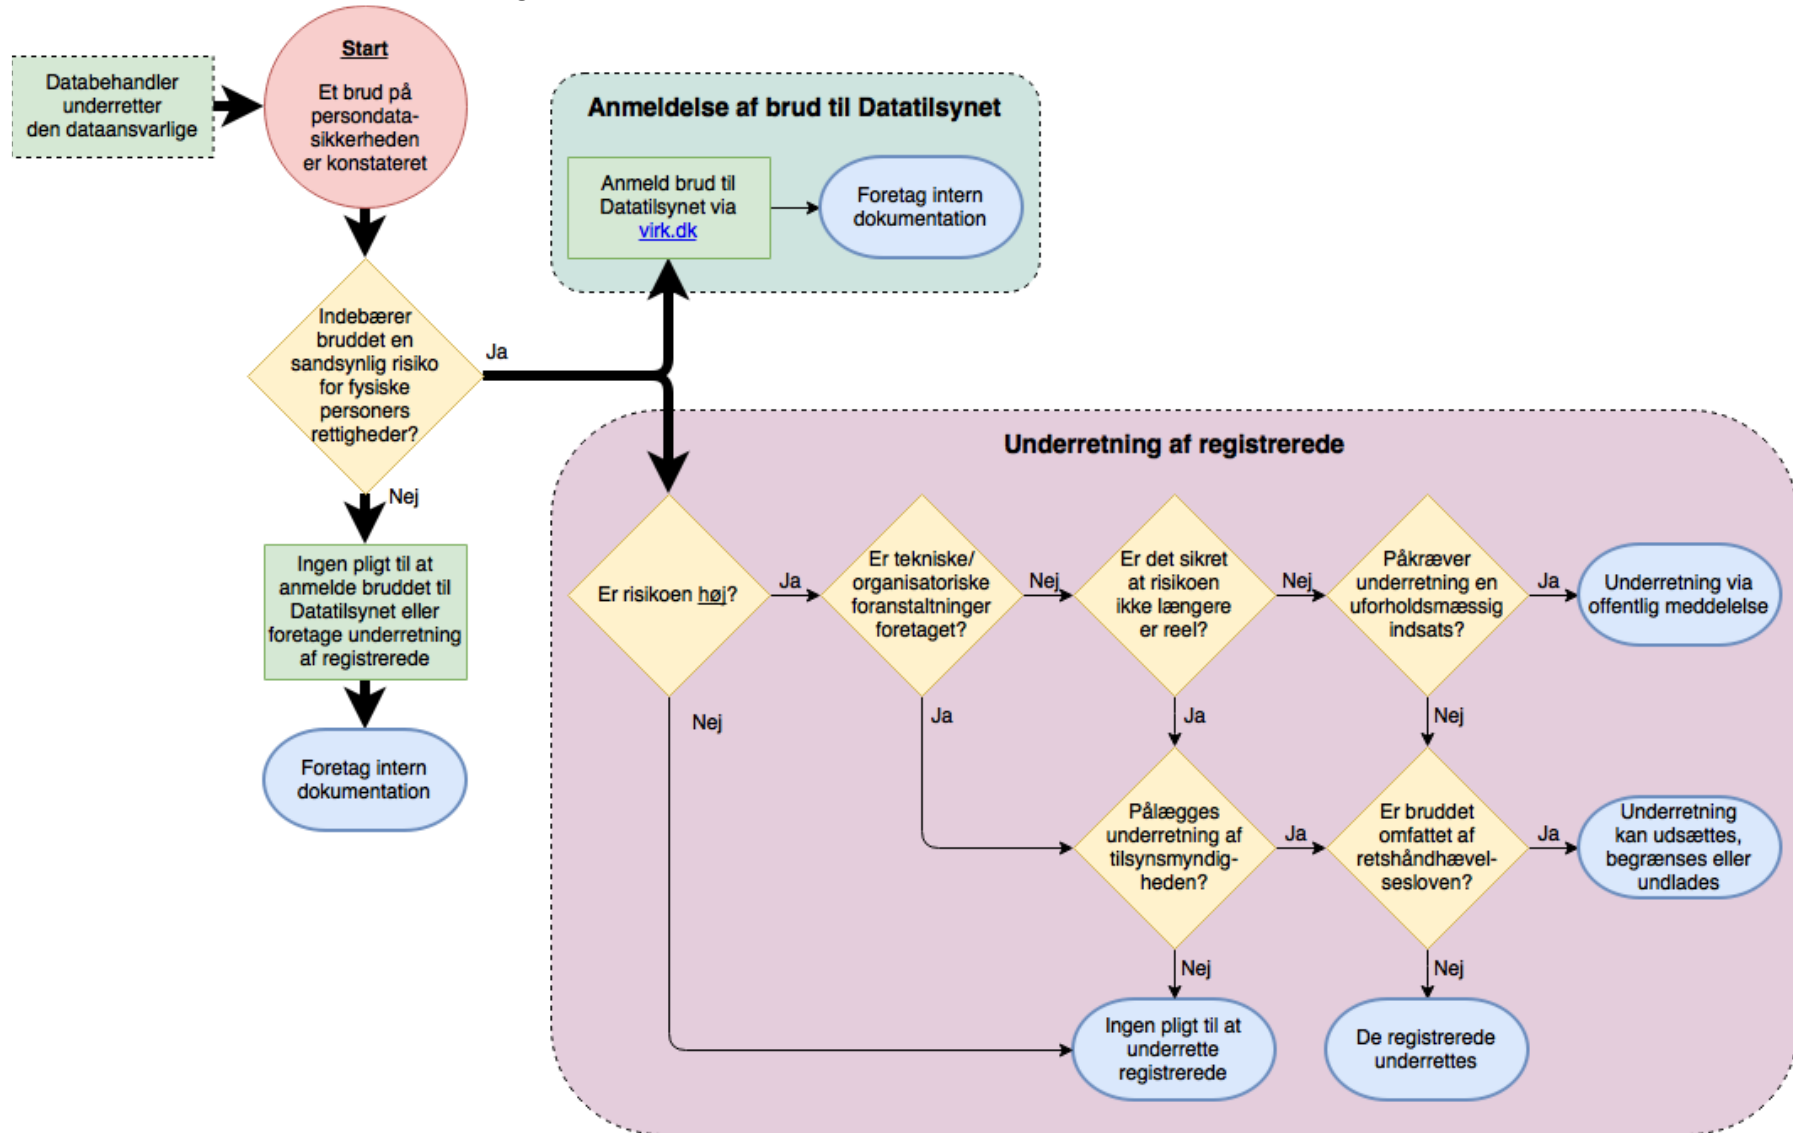 Databehandler
underretter
den dataansvarlige
Start
Et brud på
persondata-
sikkerheden
er konstateret
Anmeldelse af brud til Datatilsynet
Anmeld brud til
Datatilsynet via
virk.dk
Foretag intern
dokumentation
Indebærer
bruddet en
sandsynlig risiko
for fysiske
personers
rettigheder?
Ja
Nej
Ingen pligt til at
anmelde bruddet til
Datatilsynet eller
foretage underretning
af registrerede
Foretag intern
dokumentation
Underretning af registrerede
Er risikoen høj?
Ja
Nej
Er tekniske/
organisatoriske
foranstaltninger
foretaget?
Nej
Ja
Er det sikret
at risikoen
ikke længere
er reel?
Nej
Ja
Påkræver
underretning en
uforholdsmæssig
indsats?
Ja
Nej
Underretning via
offentlig meddelelse
Pålægges
underretning af
tilsynsmyndig-
heden?
Ja
Nej
Er bruddet
omfattet af
retshåndhævel-
sesloven?
Ja
Nej
Underretning
kan udsættes,
begrænses eller
undlades
Ingen pligt til at
underrette
registrerede
De registrerede
underrettes